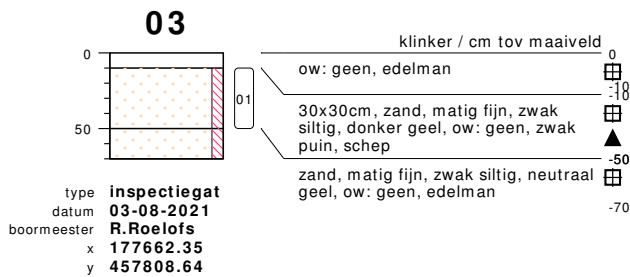 03
klinker / cm tov maaiveld
0
0
ow: geen, edelman
-10
-10
01
30x30cm, zand, matig fijn, zwak
siltig, donker geel, ow: geen, zwak
puin, schep
50
-50
zand, matig fijn, zwak siltig, neutraal
geel, ow: geen, edelman
-70
type inspectiegat
datum 03-08-2021
boormeester R.Roelofs
x 177662.35
y 457808.64